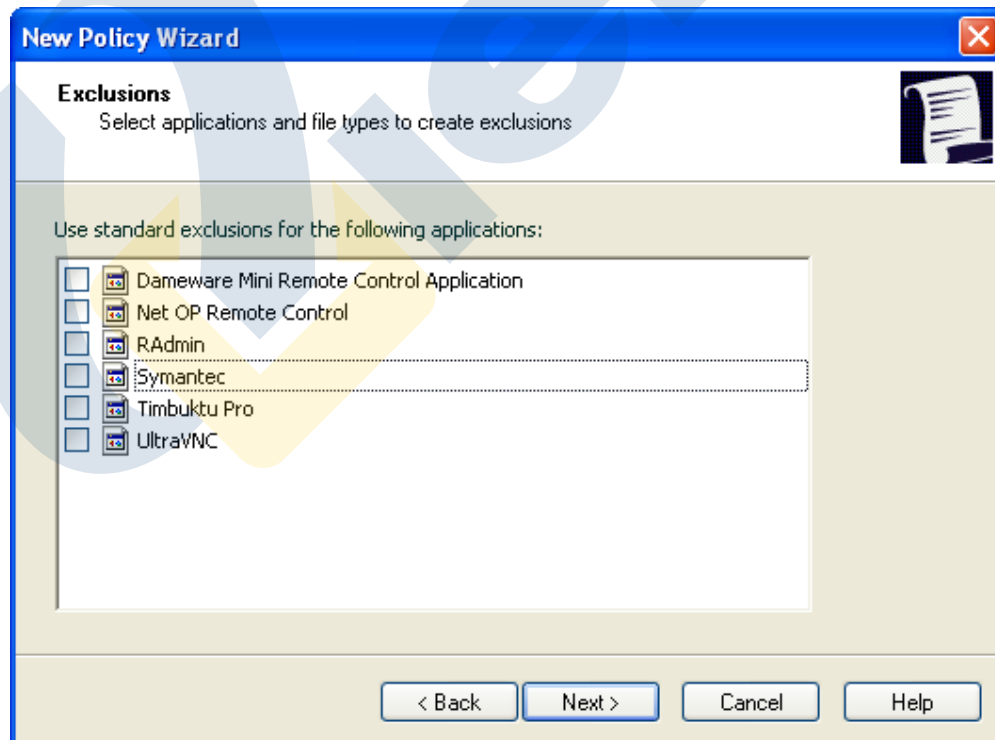 New Policy Wizard
Exclusions
Select applications and file types to create exclusions
Use standard exclusions for the following applications:
Dameware Mini Remote Control Application
Net OP Remote Control
RAdmin
Symantec
Timbuktu Pro
UltraVNC
< Back Next > Cancel Help